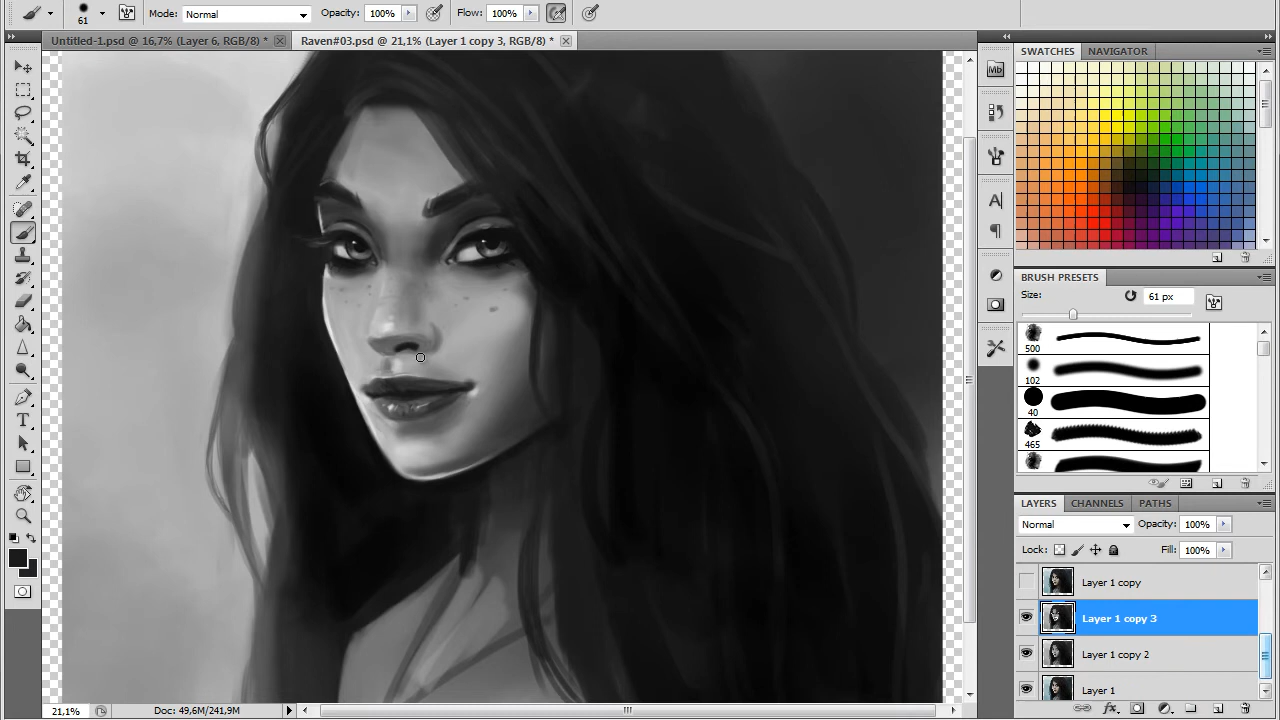 61 Mode: Normal Opacity: 100% Flow: 100%
Untitled-1.psd @ 16,7% (Layer 6, RGB/8) * Raven#03.psd @ 21,1% (Layer 1 copy 3, RGB/8) *
SWATCHES NAVIGATOR
Mb
A
BRUSH PRESETS
Size: 61 px
500
102
40
465
LAYERS CHANNELS PATHS
Normal Opacity: 100%
Lock: Fill: 100%
Layer 1 copy
Layer 1 copy 3
Layer 1 copy 2
Layer 1
21,1% Doc: 49,6M/241,9M